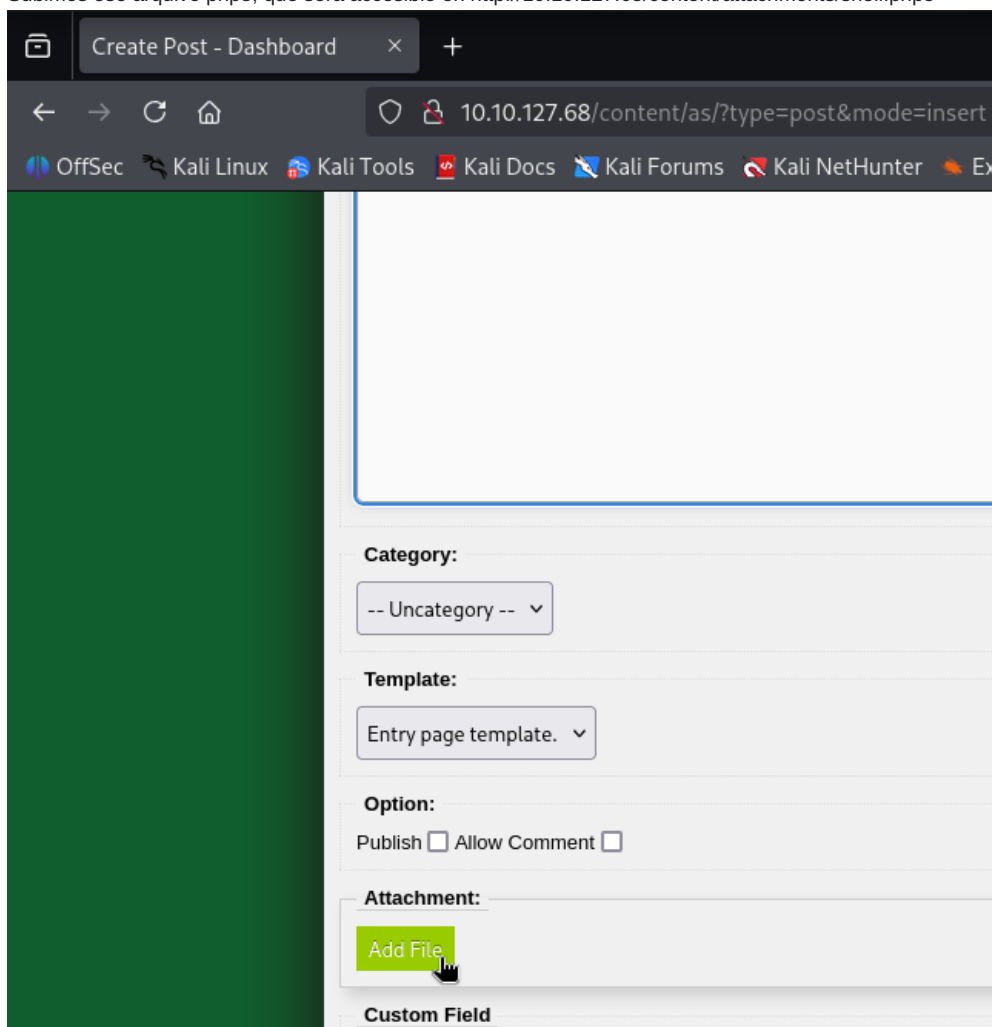 Create Post - Dashboard
10.10.127.68/content/as/?type=post&mode=insert
OffSec Kali Linux Kali Tools Kali Docs Kali Forums Kali NetHunter Ex
Category:
-- Uncategory --
Template:
Entry page template.
Option:
Publish Allow Comment
Attachment:
Add File
Custom Field